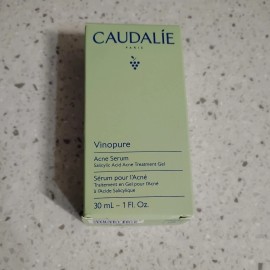 CAUDALÍE
PARIS
Vinopure
Acne Serum
Salicylic Acid Acne Treatment Gel
Sérum pour l'Acné
Traitement en Gel pour l'Acné
à l'Acide Salicylique
30 mL – 1 Fl. Oz.